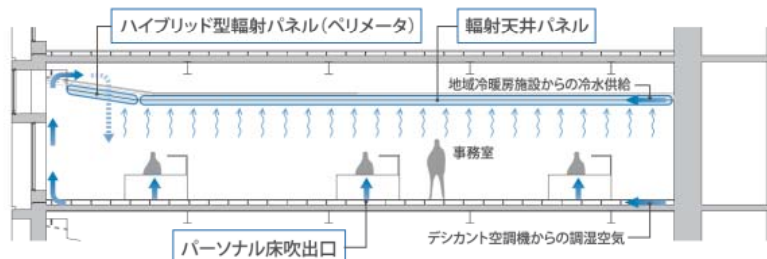 ハイブリッド型輻射パネル(ペリメータ)
輻射天井パネル
地域冷暖房施設からの冷水供給
事務室
デシカント空調機からの調湿空気
パーソナル床吹出口